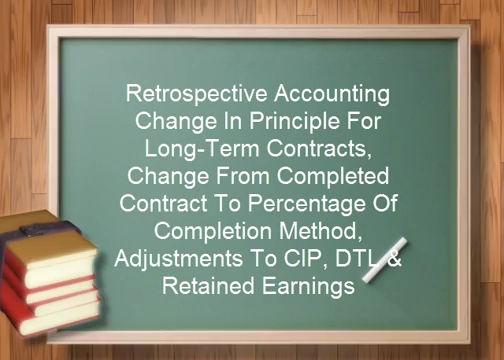 Retrospective Accounting
Change In Principle For
Long-Term Contracts,
Change From Completed
Contract To Percentage Of
Completion Method,
Adjustments To CIP, DTL &
Retained Earnings